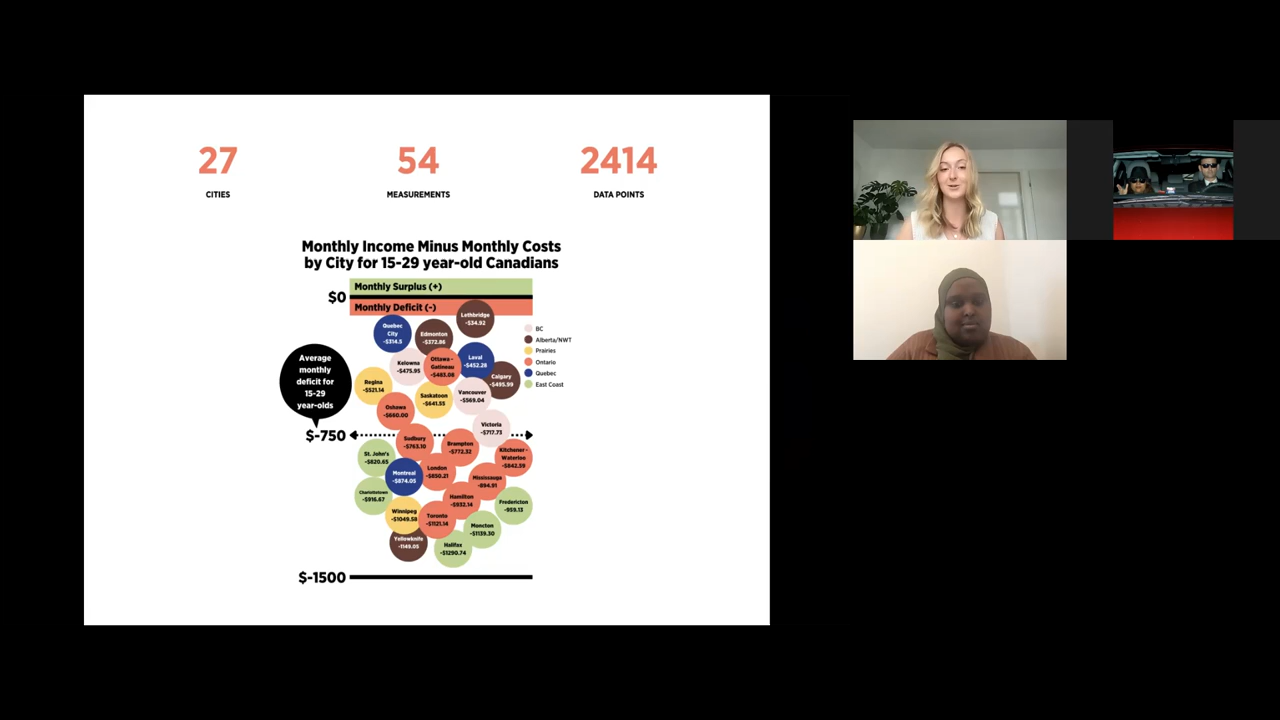 27
54
2414
CITIES
MEASUREMENTS
DATA POINTS
Monthly Income Minus Monthly Costs
by City for 15-29 year-old Canadians
Monthly Surplus (+)
$0
Monthly Deficit (-)
Lethbridge
-$34.92
Quebec
City
-$314.5
Edmonton
-$372.86
BC
Alberta/NWT
Prairies
Ontario
Quebec
East Coast
Kelowna
-$475.95
Ottawa -
Gatineau
-$483.08
Laval
-$452.28
Calgary
-$495.99
Average
monthly
deficit for
15-29
year-olds
Regina
-$521.14
Saskatoon
-$641.55
Vancouver
-$569.04
Oshawa
-$660.00
Victoria
-$717.73
$-750
Sudbury
-$763.10
Brampton
-$772.32
St. John's
-$820.65
Kitchener -
Waterloo
-$842.59
Montreal
-$874.05
London
-$850.21
Mississauga
-894.91
Charlottetown
-$916.67
Hamilton
-$932.14
Fredericton
-959.13
Winnipeg
-$1049.58
Toronto
-$1121.14
Moncton
-$1139.30
Yellowknife
-1149.05
Halifax
-$1290.74
$-1500